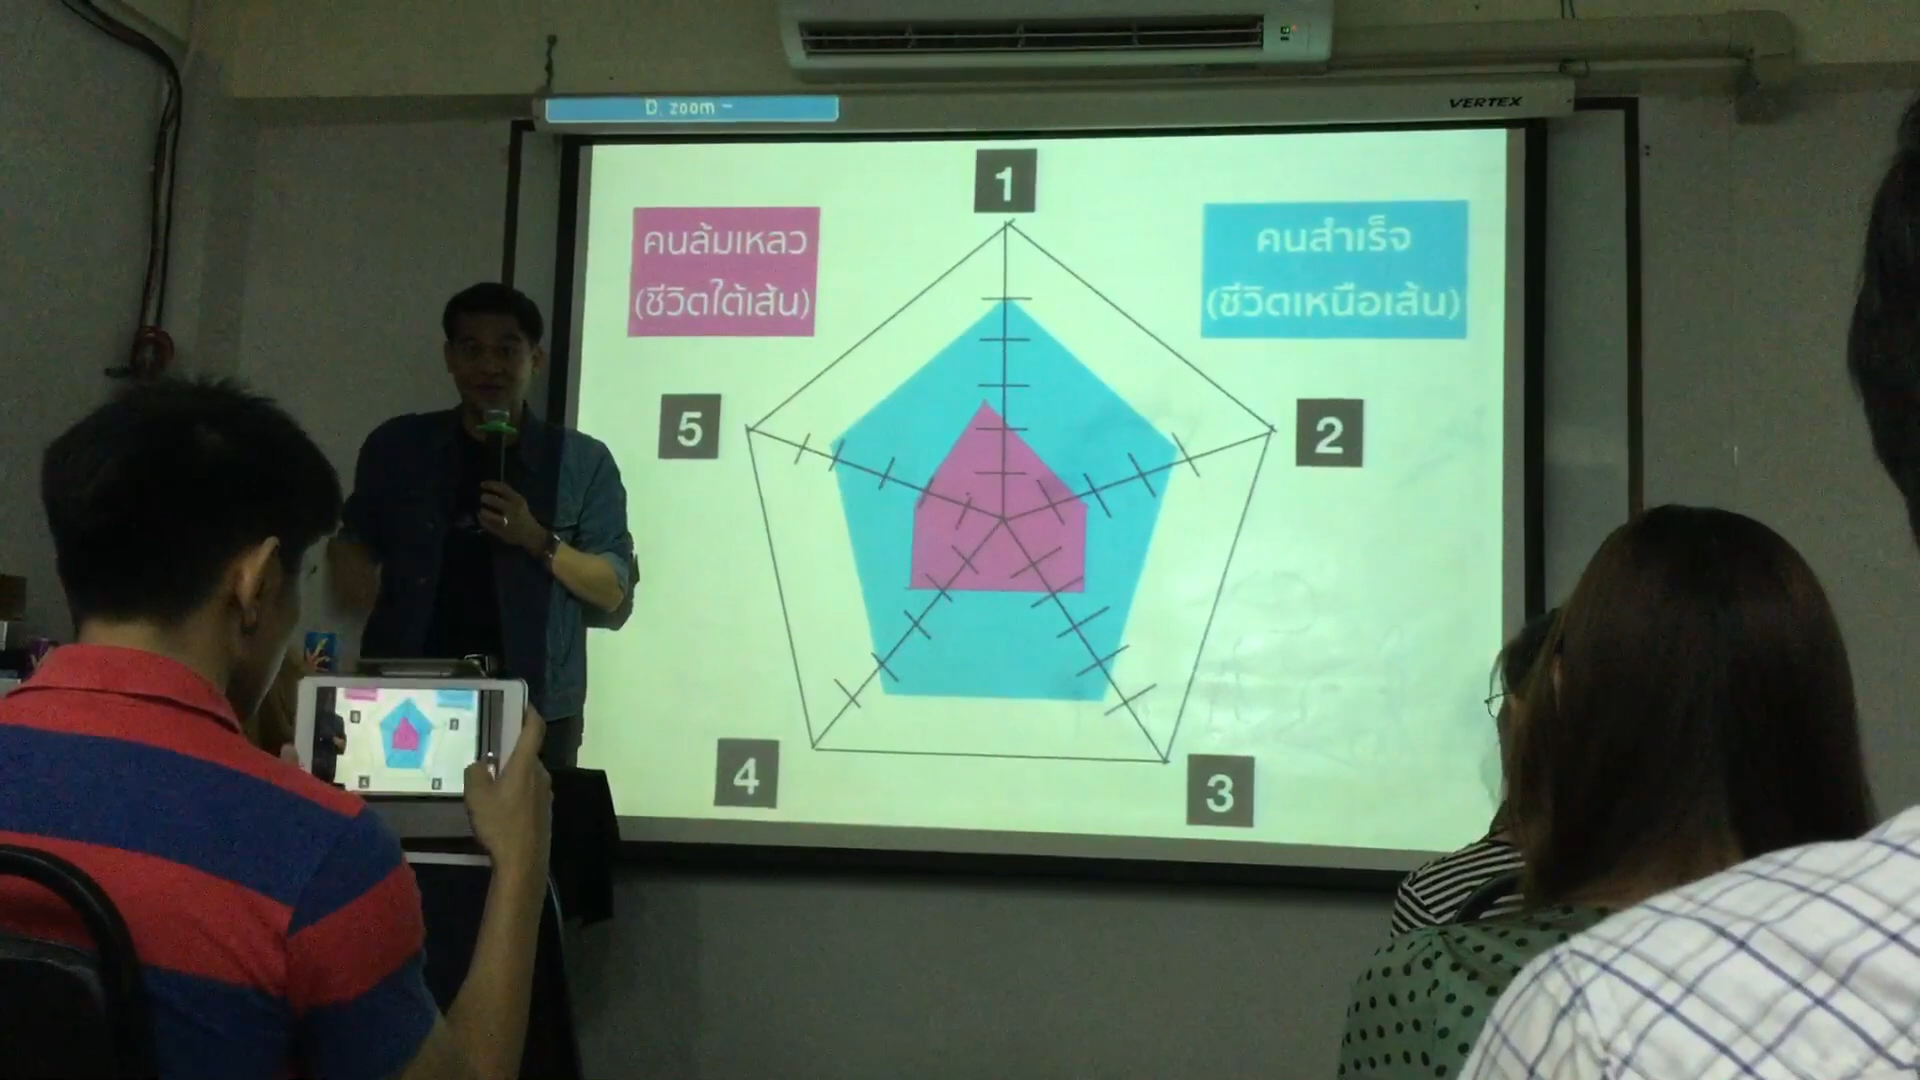 D. zoom -
VERTEX
1
คนล้มเหลว
(ชีวิตใต้เส้น)
คนสำเร็จ
(ชีวิตเหนือเส้น)
5
2
4
3